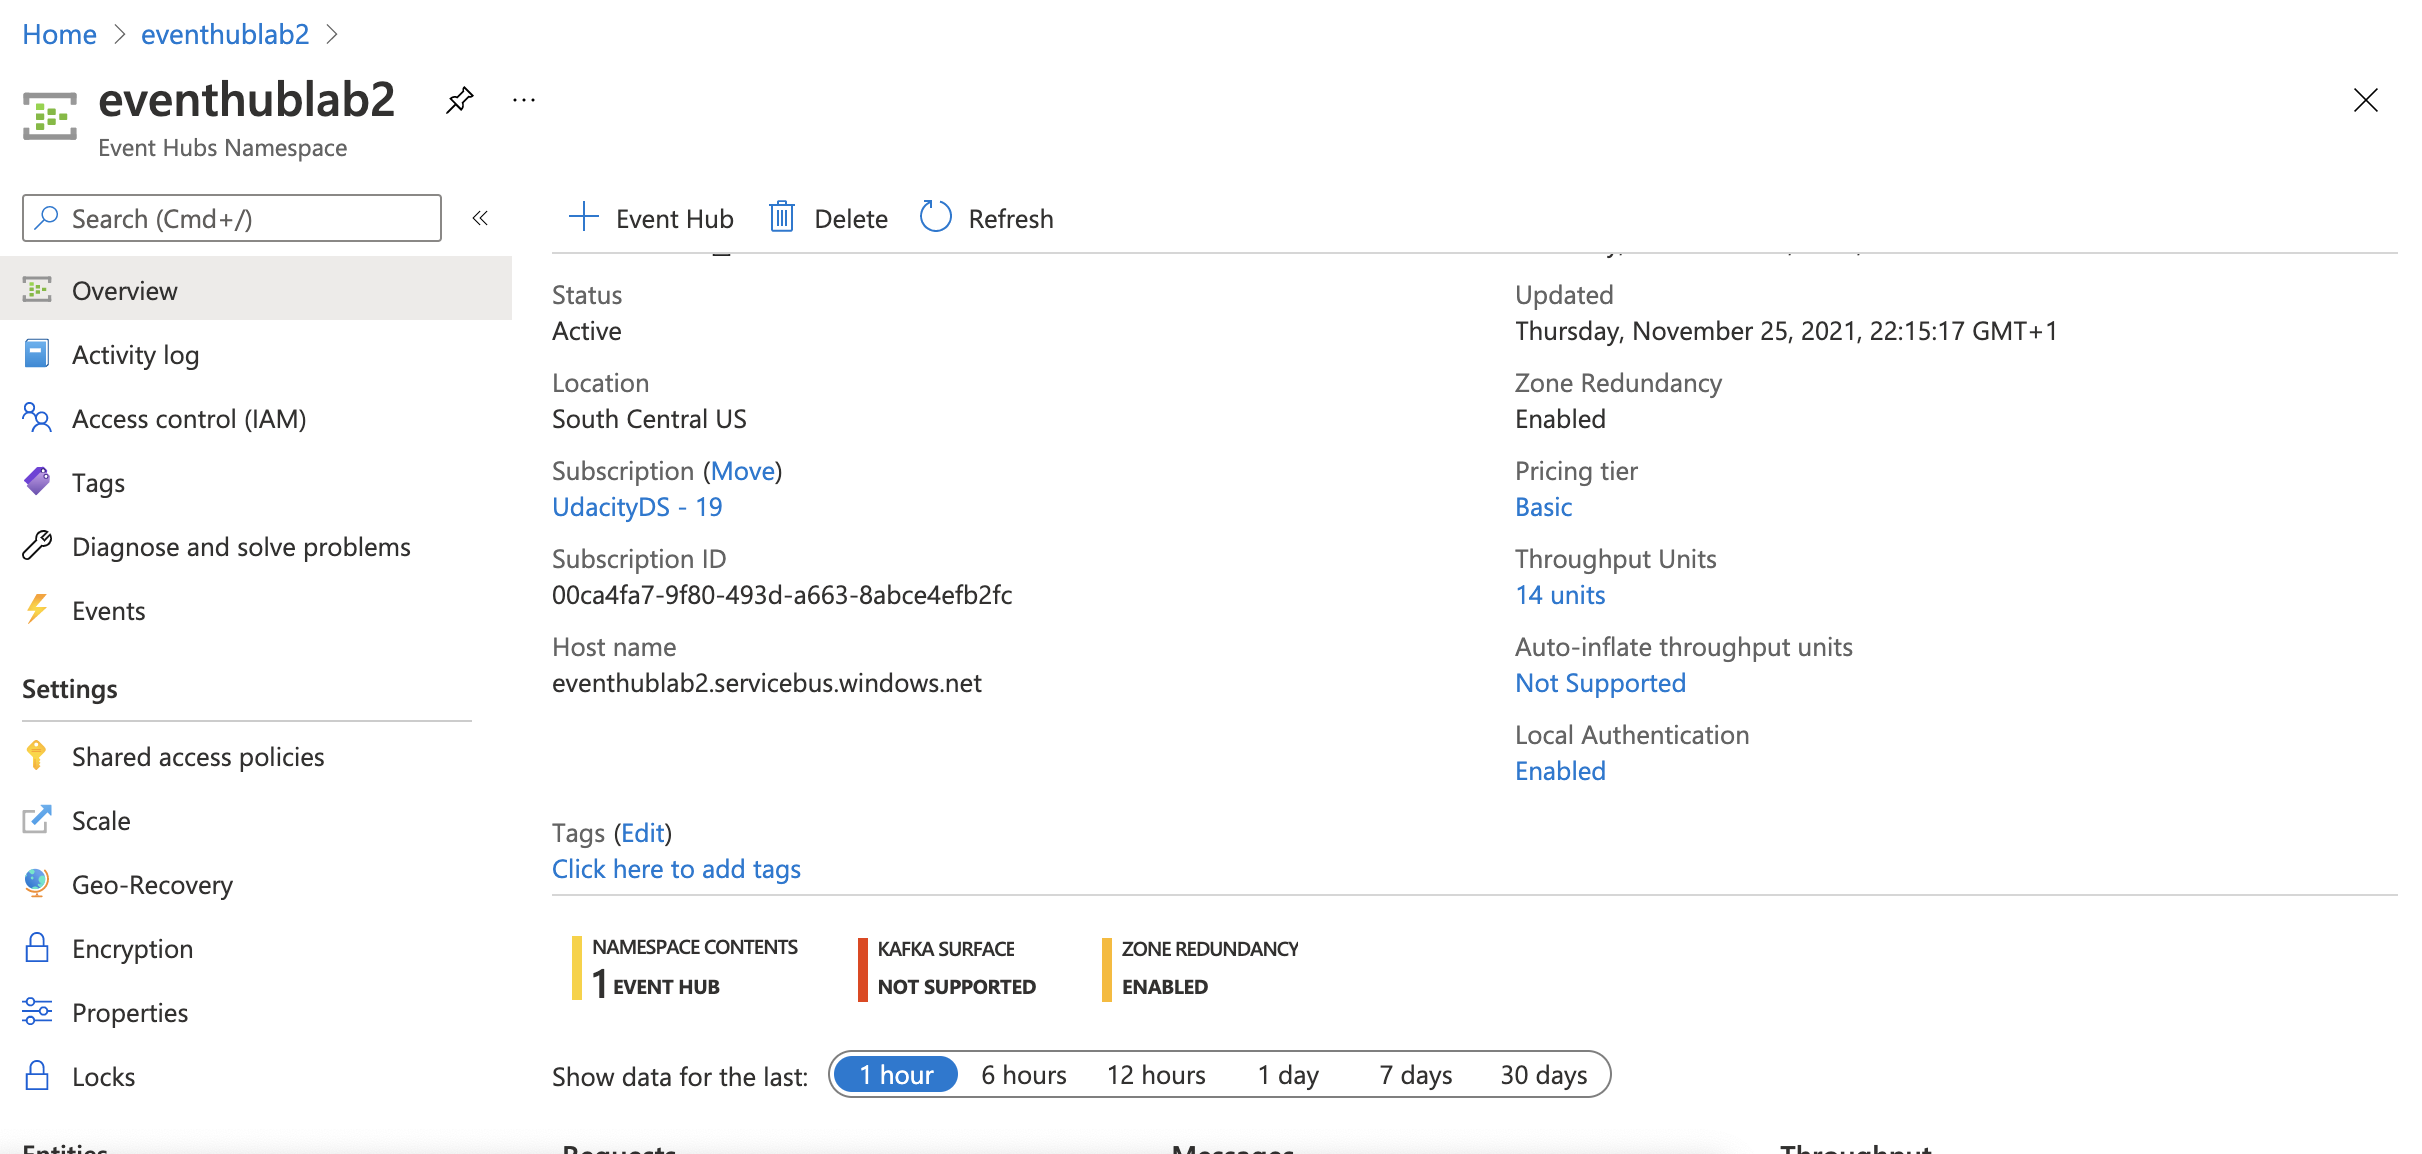 Home > eventhublab2 >
eventhublab2
...
Event Hubs Namespace
Search (Cmd+/)
«
Overview
Activity log
Access control (IAM)
Tags
Diagnose and solve problems
Events
Settings
Shared access policies
Scale
Geo-Recovery
Encryption
Properties
Locks
Entities
Event Hub
Delete
Refresh
Status
Active
Location
South Central US
Subscription (Move)
UdacityDS - 19
Subscription ID
00ca4fa7-9f80-493d-a663-8abce4efb2fc
Host name
eventhublab2.servicebus.windows.net
Updated
Thursday, November 25, 2021, 22:15:17 GMT+1
Zone Redundancy
Enabled
Pricing tier
Basic
Throughput Units
14 units
Auto-inflate throughput units
Not Supported
Local Authentication
Enabled
Tags (Edit)
Click here to add tags
NAMESPACE CONTENTS
1 EVENT HUB
KAFKA SURFACE
NOT SUPPORTED
ZONE REDUNDANCY
ENABLED
Show data for the last: 1 hour 6 hours 12 hours 1 day 7 days 30 days
Requests
Messages
Throughput